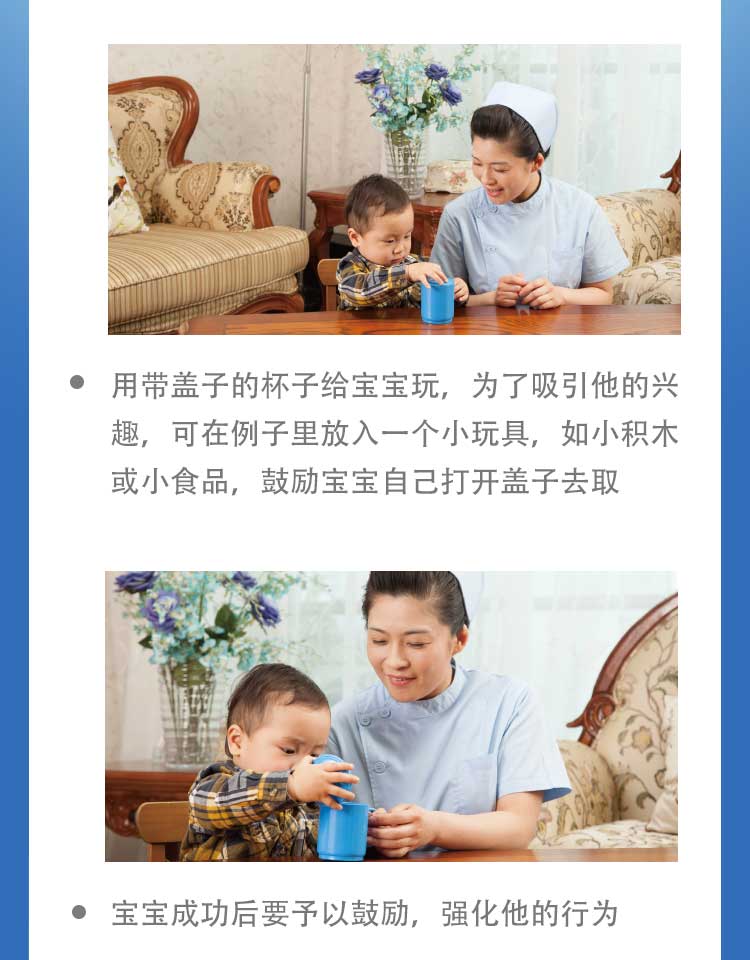 用带盖子的杯子给宝宝玩，为了吸引他的兴
趣，可在例子里放入一个小玩具，如小积木
或小食品，鼓励宝宝自己打开盖子去取
宝宝成功后要予以鼓励，强化他的行为